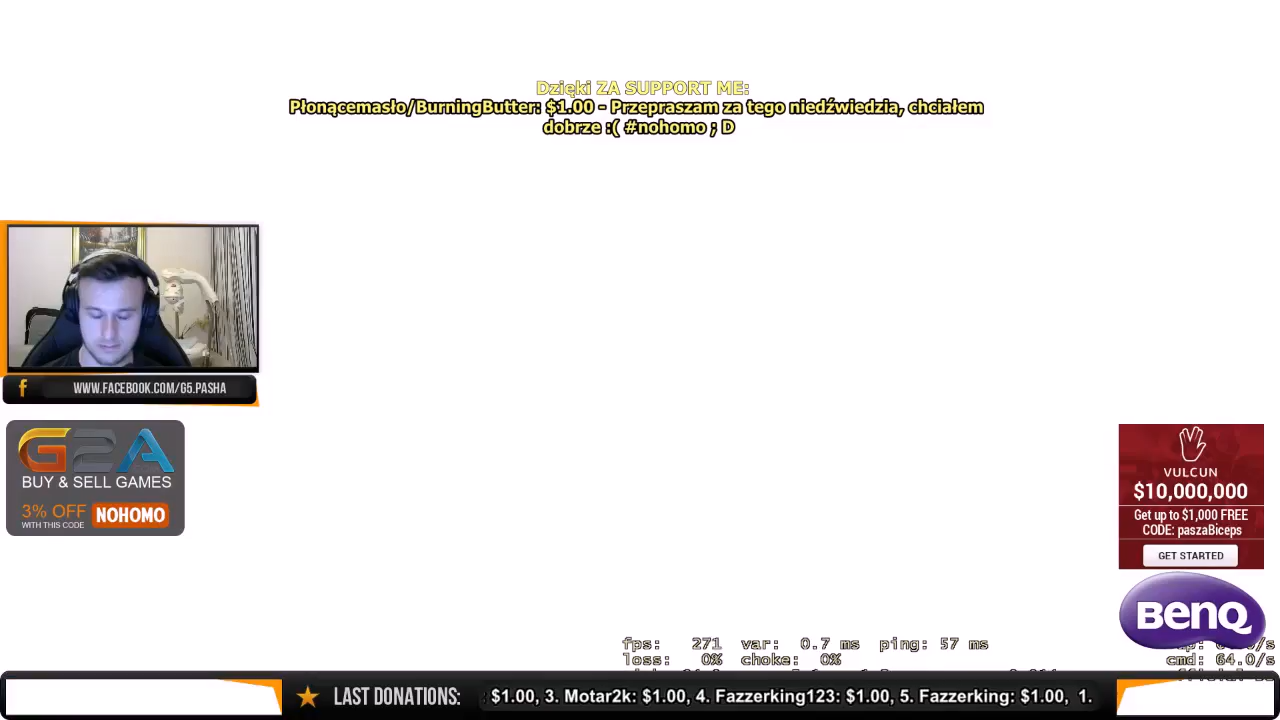 Dzięki ZA SUPPORT ME:
Płonącemasło/BurningButter: $1.00 - Przepraszam za tego niedźwiedzia, chciałem
dobrze :( #nohomo ; D
f WWW.FACEBOOK.COM/G5.PASHA
G2A
BUY & SELL GAMES
3% OFF
WITH THIS CODE
NOHOMO
VULCUN
$10,000,000
Get up to $1,000 FREE
CODE: paszaBiceps
GET STARTED
BENQ
fps: 271 var: 0.7 ms ping: 57 ms
loss: 0% choke: 0%
cmd: 64.0/s
LAST DONATIONS: $1.00, 3. Motar2k: $1.00, 4. Fazzerking123: $1.00, 5. Fazzerking: $1.00, 1.